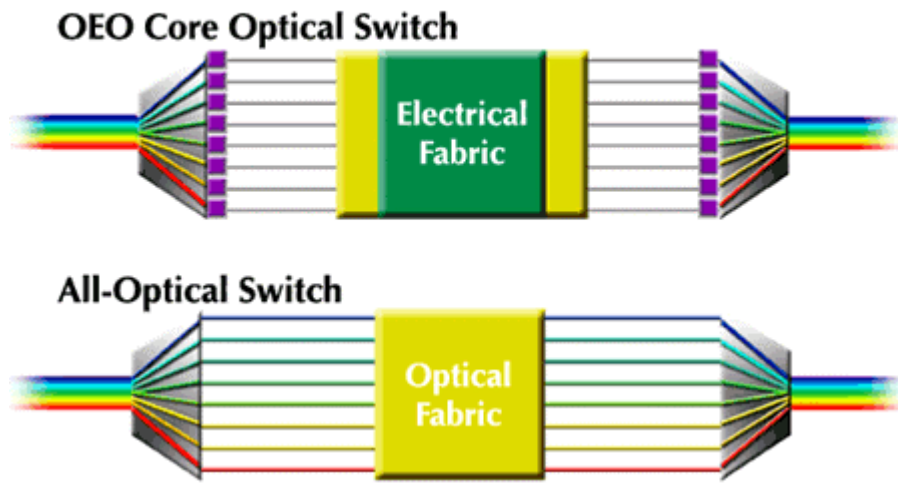 OEO Core Optical Switch
Electrical
Fabric
All-Optical Switch
Optical
Fabric